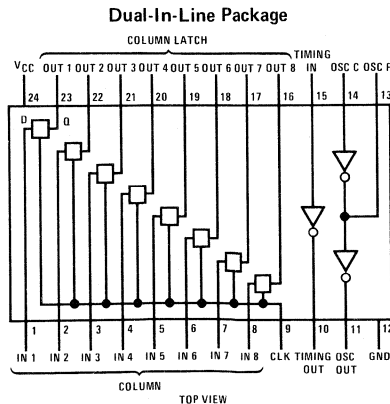 Dual-In-Line Package
COLUMN LATCH
TIMING
VCC OUT 1 OUT 2 OUT 3 OUT 4 OUT 5 OUT 6 OUT 7 OUT 8 IN OSC C OSC R
24 23 22 21 20 19 18 17 16 15 14 13
D Q
1 2 3 4 5 6 7 8 9 10 11 12
IN 1 IN 2 IN 3 IN 4 IN 5 IN 6 IN 7 IN 8 CLK TIMING OSC GND
OUT OUT
COLUMN
TOP VIEW